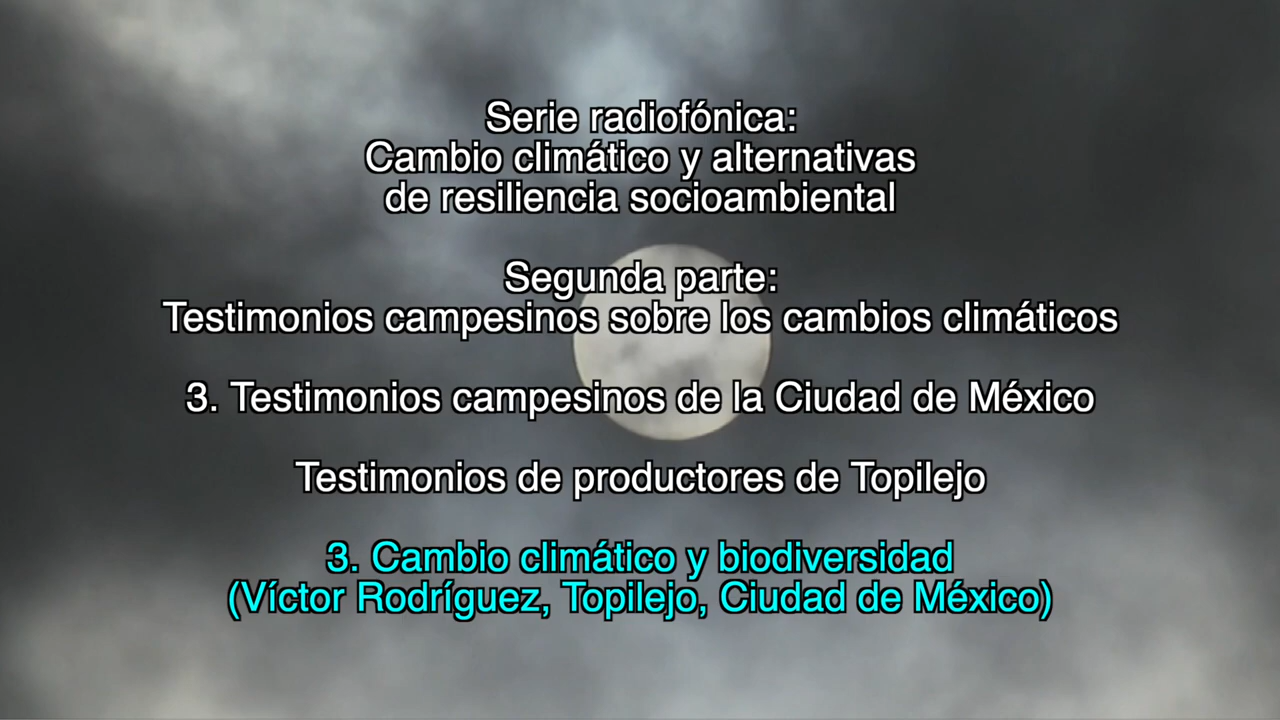 Serie radiofónica:
Cambio climático y alternativas
de resiliencia socioambiental
Segunda parte:
Testimonios campesinos sobre los cambios climáticos
3. Testimonios campesinos de la Ciudad de México
Testimonios de productores de Topilejo
3. Cambio climático y biodiversidad
(Víctor Rodríguez, Topilejo, Ciudad de México)